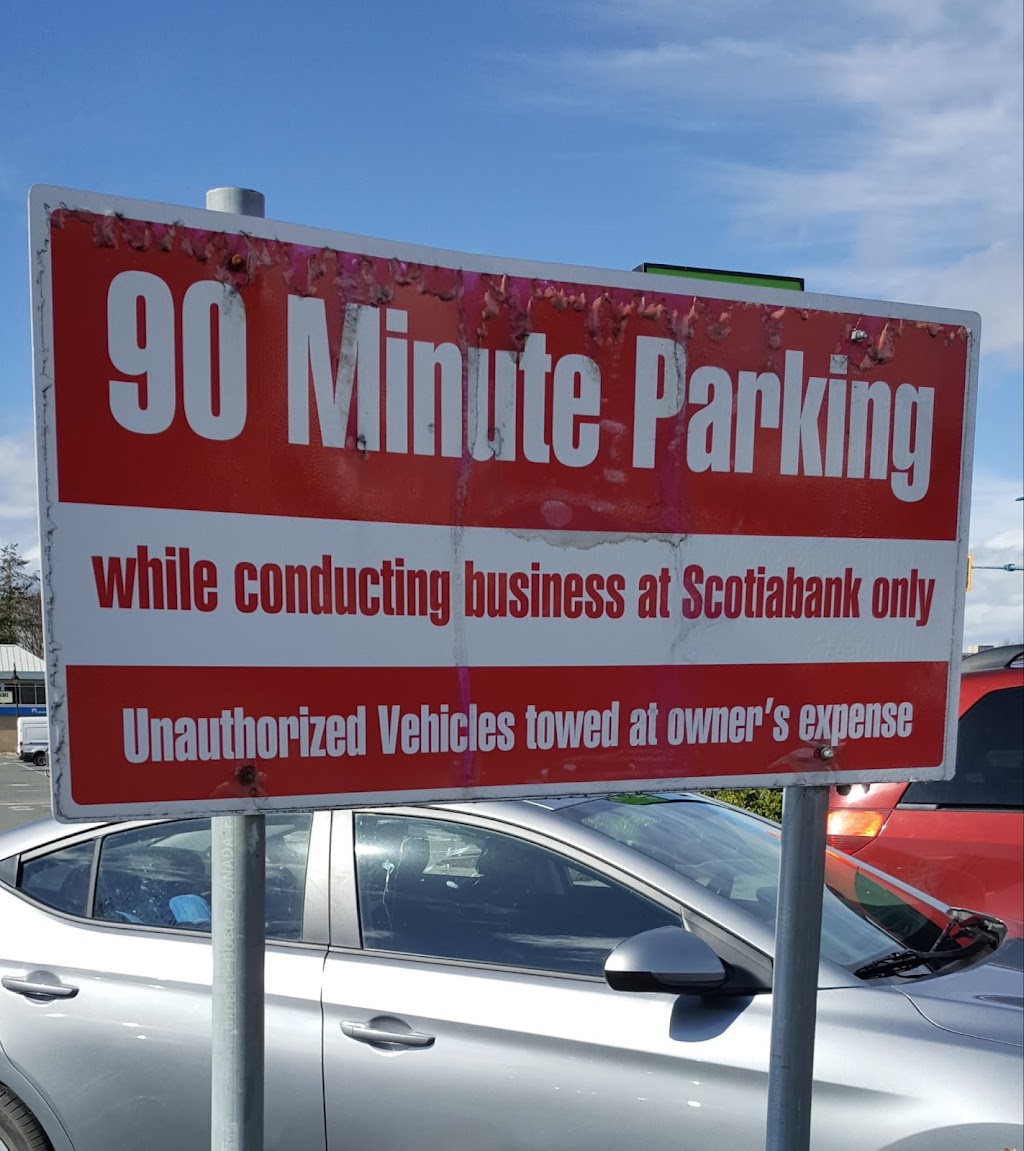 90 Minute Parking
while conducting business at Scotiabank only
Unauthorized Vehicles towed at owner's expense